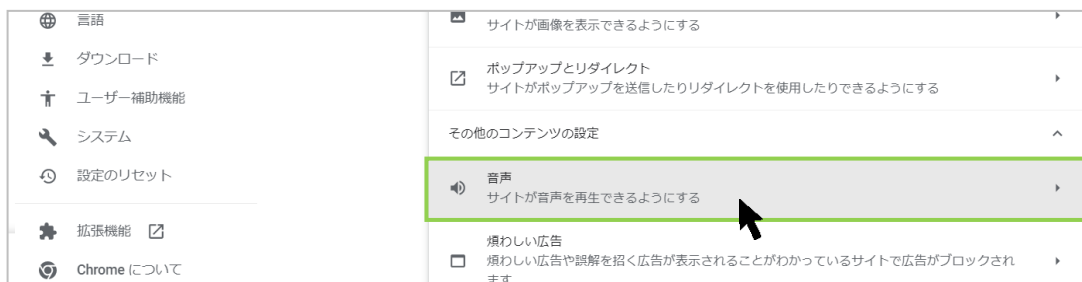 言語
ダウンロード
ユーザー補助機能
システム
設定のリセット
拡張機能
Chrome について
サイトが画像を表示できるようにする
ポップアップとリダイレクト
サイトがポップアップを送信したりリダイレクトを使用したりできるようにする
その他のコンテンツの設定
音声
サイトが音声を再生できるようにする
煩わしい広告
煩わしい広告や誤解を招く広告が表示されることがわかっているサイトで広告がブロックされ
ます